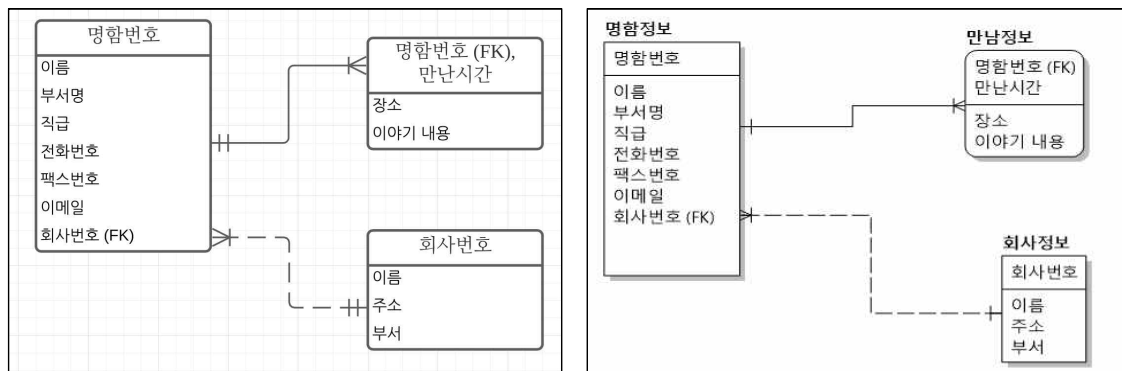 명함번호
이름
부서명
직급
전화번호
팩스번호
이메일
회사번호 (FK)
명함번호 (FK),
만난시간
장소
이야기 내용
회사번호
이름
주소
부서
명함정보
명함번호
이름
부서명
직급
전화번호
팩스번호
이메일
회사번호 (FK)
만남정보
명함번호 (FK)
만난시간
장소
이야기 내용
회사정보
회사번호
이름
주소
부서